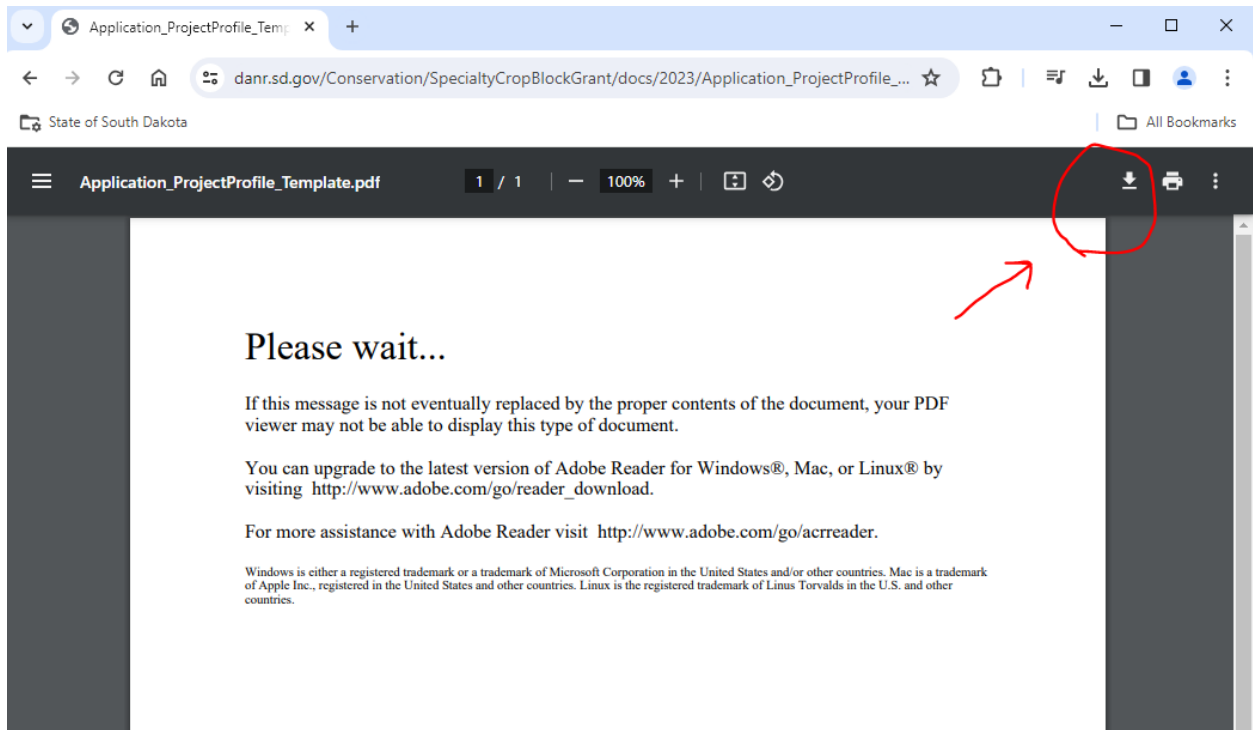 Application_ProjectProfile_Temp
danr.sd.gov/Conservation/SpecialtyCropBlockGrant/docs/2023/Application_ProjectProfile_...
State of South Dakota
All Bookmarks
Application_ProjectProfile_Template.pdf
1 / 1
100%
Please wait...
If this message is not eventually replaced by the proper contents of the document, your PDF
viewer may not be able to display this type of document.
You can upgrade to the latest version of Adobe Reader for Windows®, Mac, or Linux® by
visiting http://www.adobe.com/go/reader_download.
For more assistance with Adobe Reader visit http://www.adobe.com/go/acrreader.
Windows is either a registered trademark or a trademark of Microsoft Corporation in the United States and/or other countries. Mac is a trademark
of Apple Inc., registered in the United States and other countries. Linux is the registered trademark of Linus Torvalds in the U.S. and other
countries.